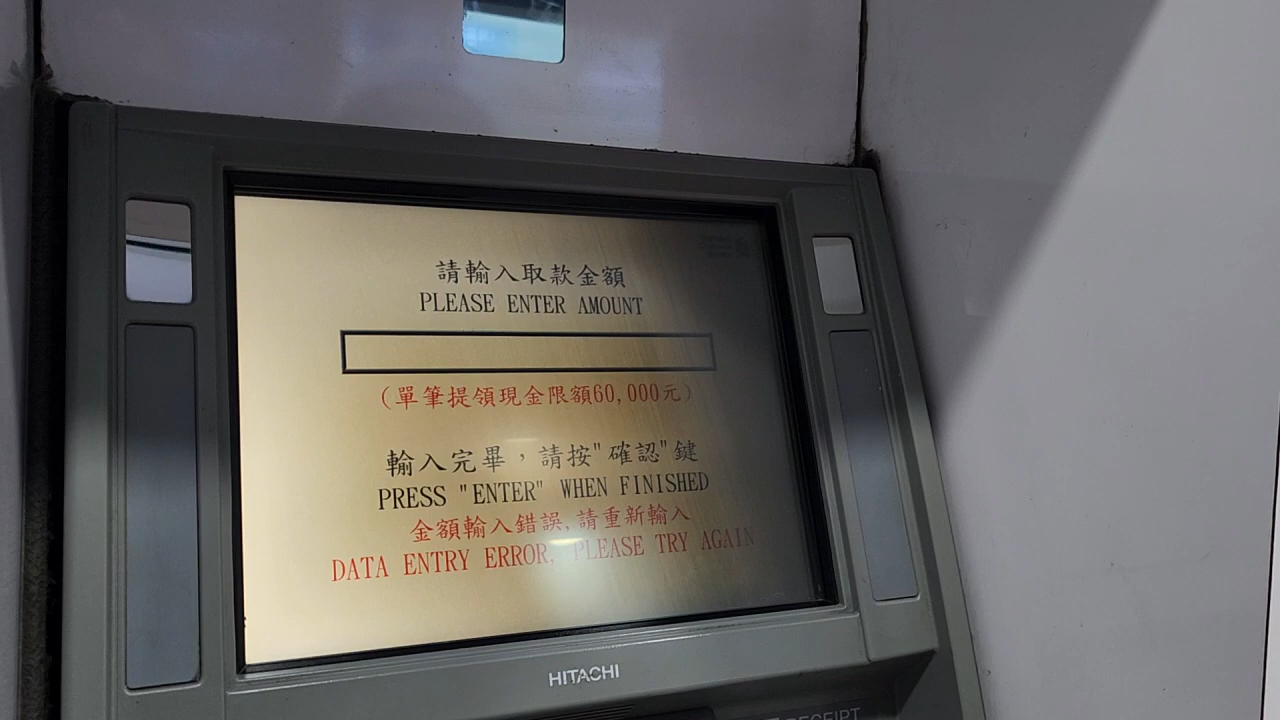 請輸入取款金額
PLEASE ENTER AMOUNT
(單筆提領現金限額60,000元)
輸入完畢，請按"確認"鍵
PRESS "ENTER" WHEN FINISHED
金額輸入錯誤,請重新輸入
DATA ENTRY ERROR, PLEASE TRY AGAIN
HITACHI
RECEIPT